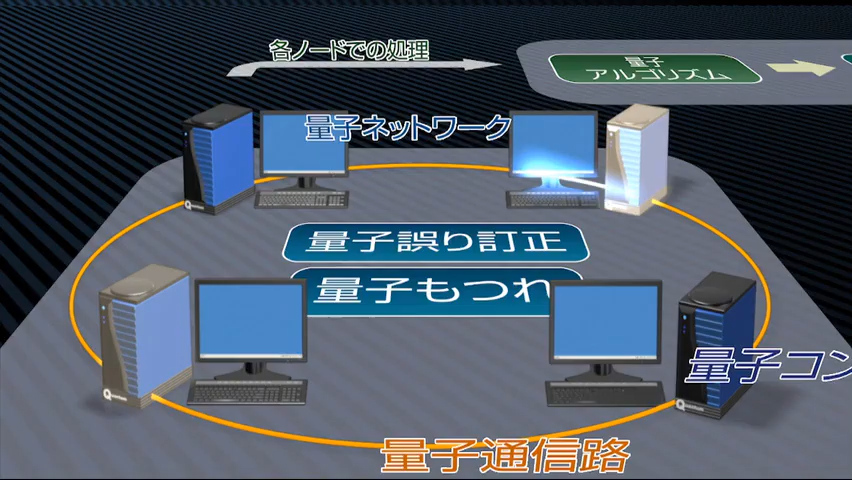 各ノードでの処理
量子
アルゴリズム
量子ネットワーク
量子誤り訂正
量子もつれ
量子コン
量子通信路